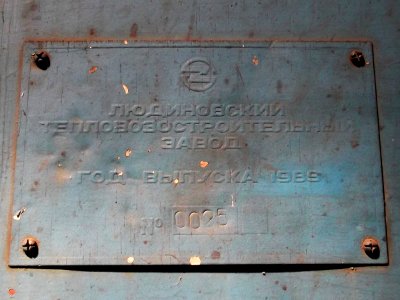 ЛЮДИНОВСКИЙ
ТЕПЛОВОЗОСТРОИТЕЛЬНЫЙ
ЗАВОД
ГОД ВЫПУСКА 1989
№ 0025